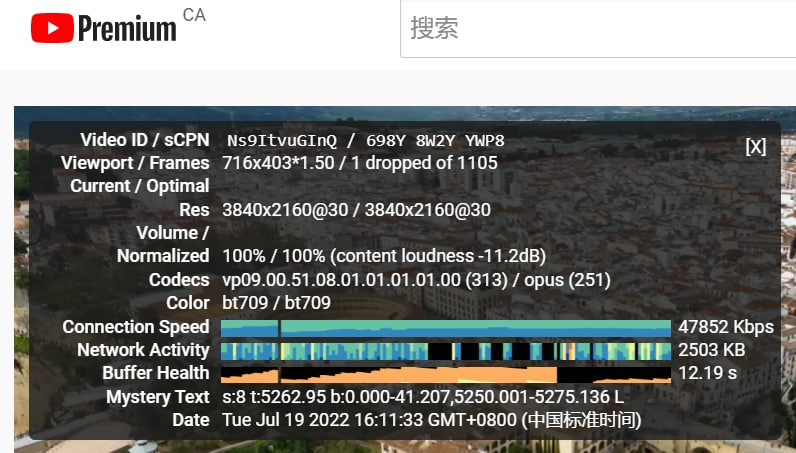 Premium CA
搜索
Video ID / sCPN Ns9ItvuGInQ / 698Y 8W2Y YWP8
[X]
Viewport / Frames 716x403*1.50 / 1 dropped of 1105
Current / Optimal
Res 3840x2160@30 / 3840x2160@30
Volume /
Normalized 100% / 100% (content loudness -11.2dB)
Codecs vp09.00.51.08.01.01.01.01.00 (313) / opus (251)
Color bt709 / bt709
Connection Speed 47852 Kbps
Network Activity 2503 KB
Buffer Health 12.19 s
Mystery Text s:8 t:5262.95 b:0.000-41.207,5250.001-5275.136 L
Date Tue Jul 19 2022 16:11:33 GMT+0800 (中国标准时间)